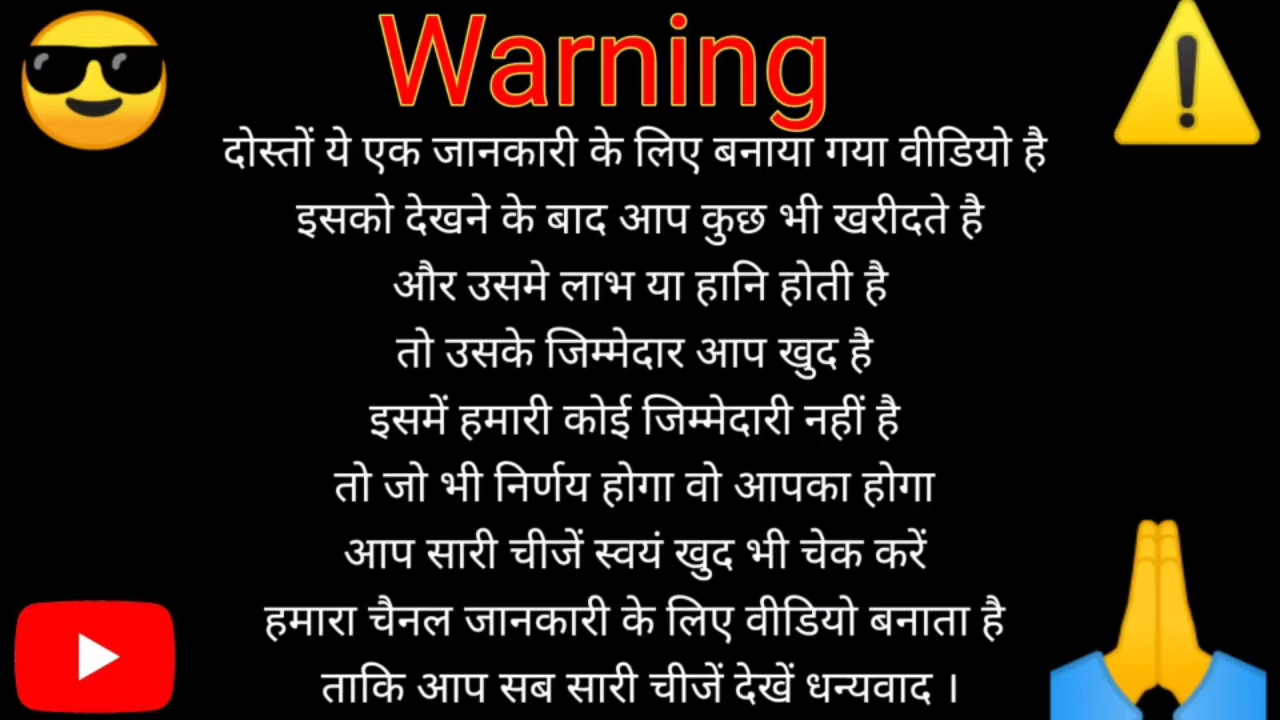 Warning
दोस्तों ये एक जानकारी के लिए बनाया गया वीडियो है
इसको देखने के बाद आप कुछ भी खरीदते है
और उसमे लाभ या हानि होती है
तो उसके जिम्मेदार आप खुद है
इसमें हमारी कोई जिम्मेदारी नहीं है
तो जो भी निर्णय होगा वो आपका होगा
आप सारी चीजें स्वयं खुद भी चेक करें
हमारा चैनल जानकारी के लिए वीडियो बनाता है
ताकि आप सब सारी चीजें देखें धन्यवाद ।